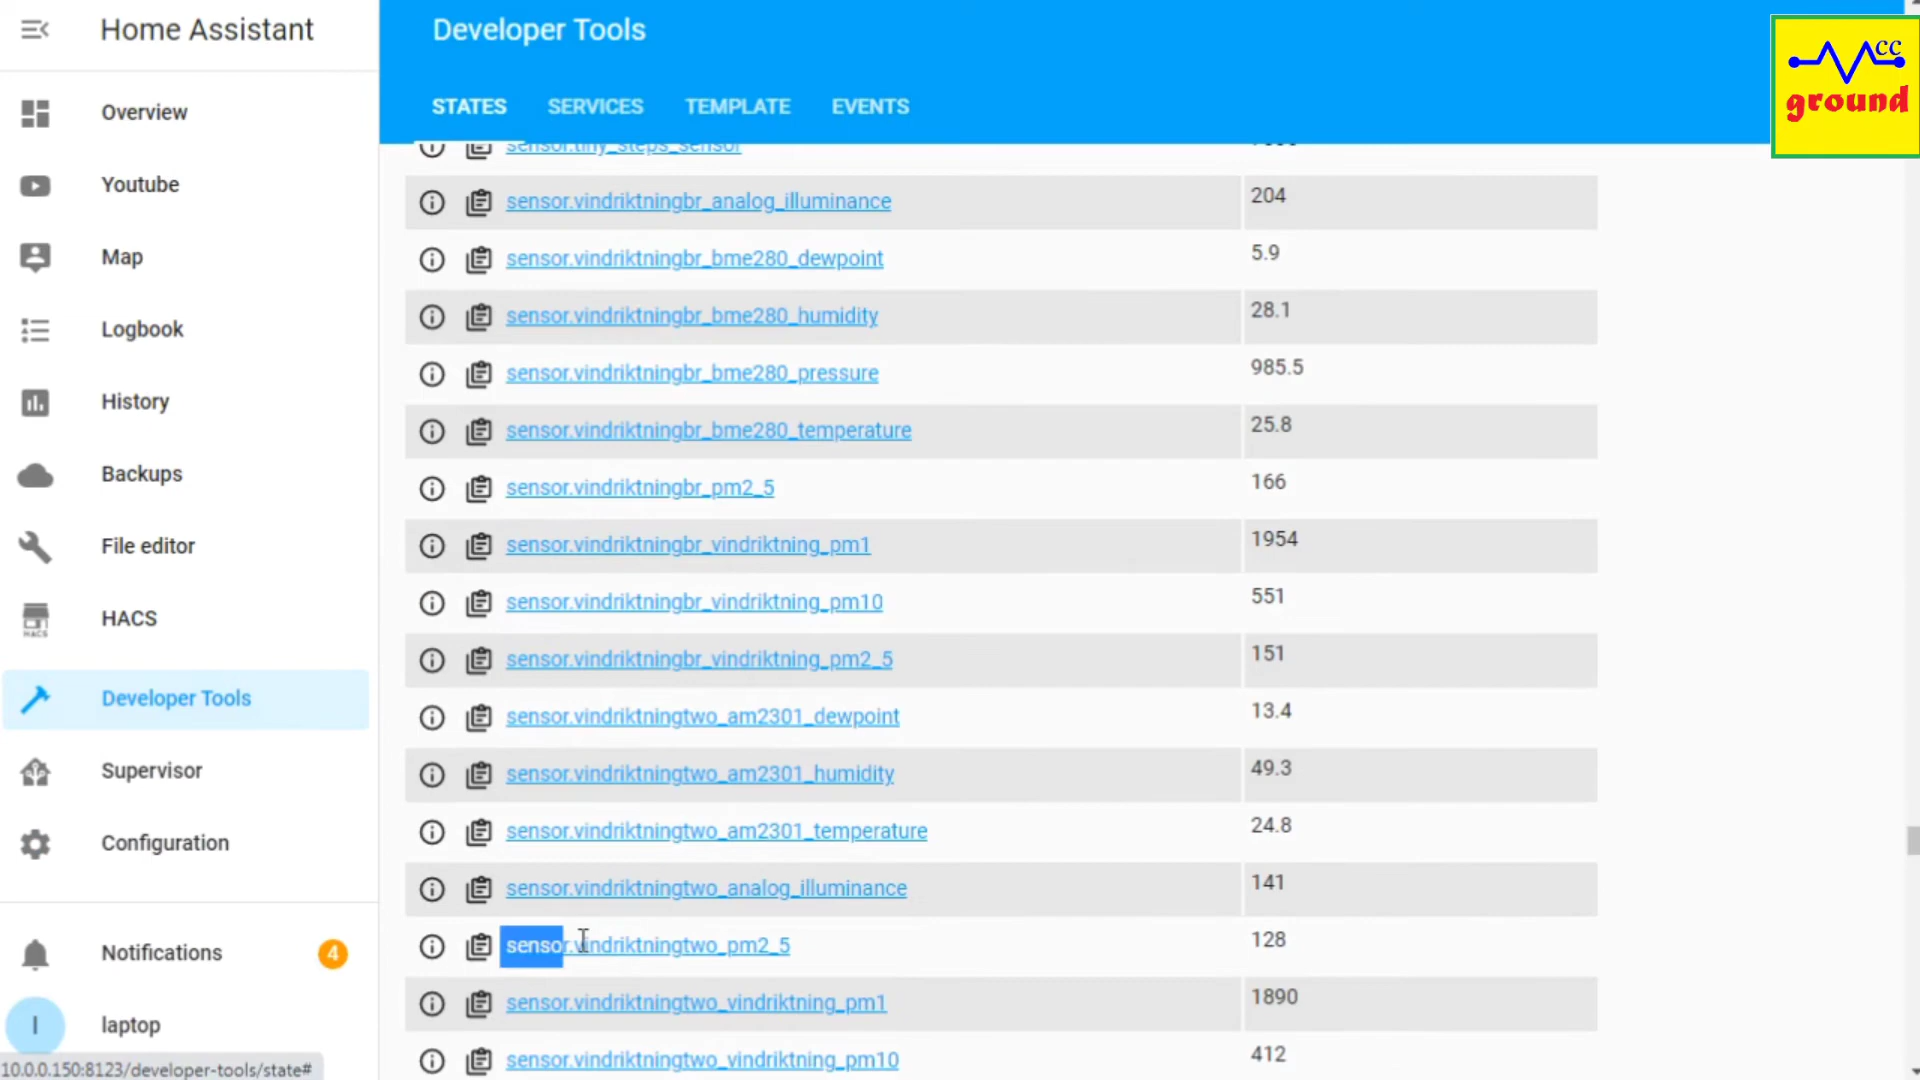 Home Assistant
Developer Tools
STATES SERVICES TEMPLATE EVENTS
cc
ground
Overview
Youtube
Map
Logbook
History
Backups
File editor
HACS
HACS
Developer Tools
Supervisor
Configuration
Notifications 4
l laptop
10.0.0.150:8123/developer-tools/state#
sensor.tiny_steps_sensor
sensor.vindriktningbr_analog_illuminance 204
sensor.vindriktningbr_bme280_dewpoint 5.9
sensor.vindriktningbr_bme280_humidity 28.1
sensor.vindriktningbr_bme280_pressure 985.5
sensor.vindriktningbr_bme280_temperature 25.8
sensor.vindriktningbr_pm2_5 166
sensor.vindriktningbr_vindriktning_pm1 1954
sensor.vindriktningbr_vindriktning_pm10 551
sensor.vindriktningbr_vindriktning_pm2_5 151
sensor.vindriktningtwo_am2301_dewpoint 13.4
sensor.vindriktningtwo_am2301_humidity 49.3
sensor.vindriktningtwo_am2301_temperature 24.8
sensor.vindriktningtwo_analog_illuminance 141
sensor.vindriktningtwo_pm2_5 128
sensor.vindriktningtwo_vindriktning_pm1 1890
sensor.vindriktningtwo_vindriktning_pm10 412